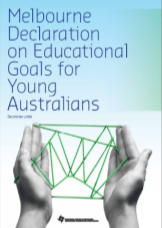 Melbourne
Declaration
on Educational
Goals for
Young
Australians
December 2008